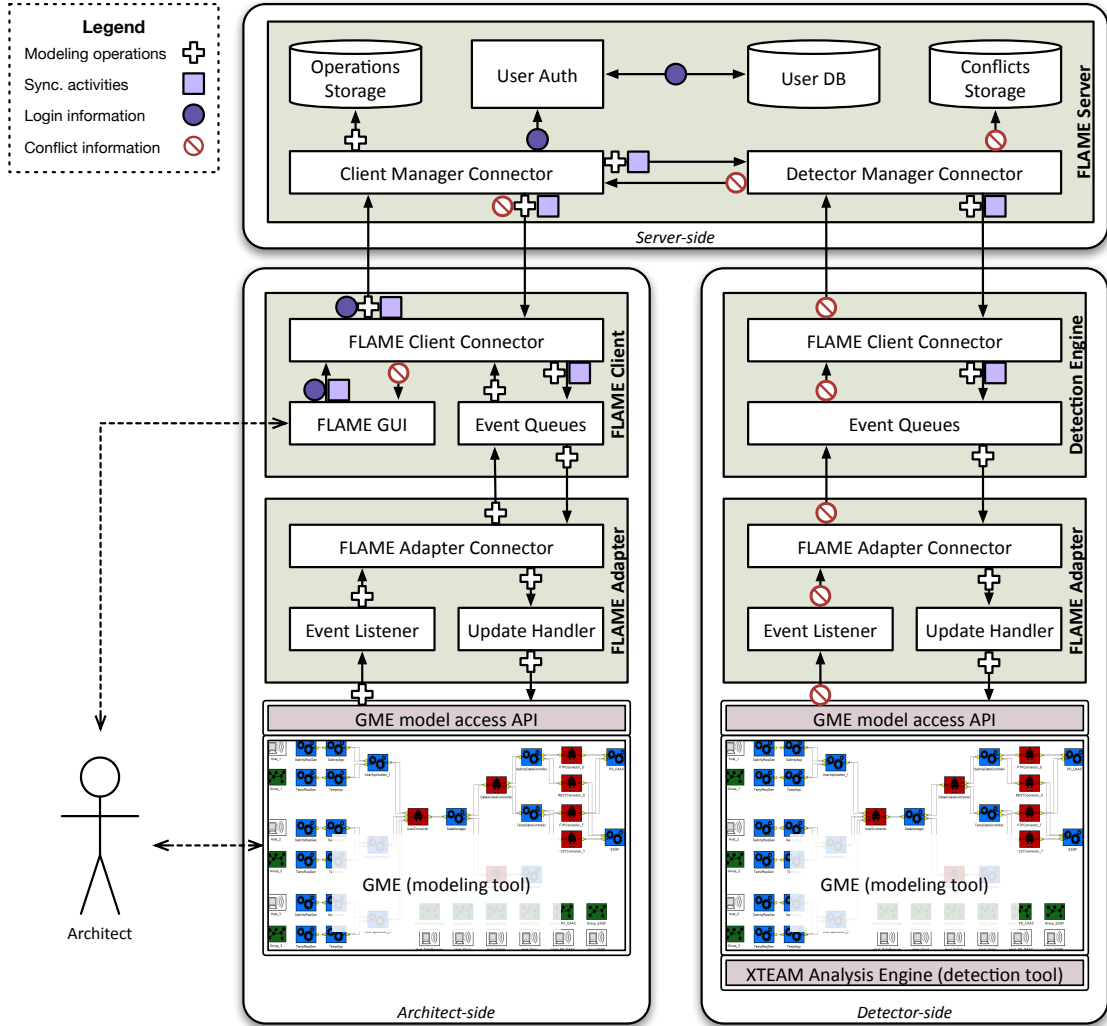 Legend
Modeling operations
Sync. activities
Login information
Conflict information
Operations
Storage
User Auth
User DB
Conflicts
Storage
Client Manager Connector
Detector Manager Connector
FLAME Server
Server-side
FLAME Client Connector
FLAME GUI
Event Queues
FLAME Client
FLAME Adapter Connector
Event Listener
Update Handler
FLAME Adapter
GME model access API
GME (modeling tool)
Architect-side
Architect
FLAME Client Connector
Event Queues
Detection Engine
FLAME Adapter Connector
Event Listener
Update Handler
FLAME Adapter
GME model access API
GME (modeling tool)
XTEAM Analysis Engine (detection tool)
Detector-side